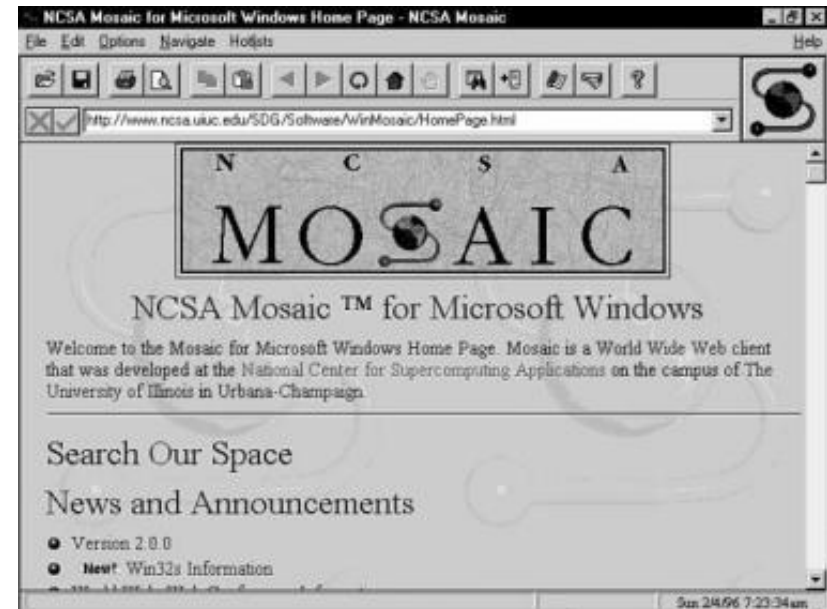 NCSA Mosaic for Microsoft Windows Home Page - NCSA Mosaic
File Edit Options Navigate Hotlists Help
http://www.ncsa.uiuc.edu/SDG/Software/WinMosaic/HomePage.html
N C S A
MOSAIC
NCSA Mosaic ™ for Microsoft Windows
Welcome to the Mosaic for Microsoft Windows Home Page. Mosaic is a World Wide Web client
that was developed at the National Center for Supercomputing Applications on the campus of The
University of Illinois in Urbana-Champaign.
Search Our Space
News and Announcements
Version 2.0.0
New! Win32s Information
Sun 2/4/96 7:23:34am